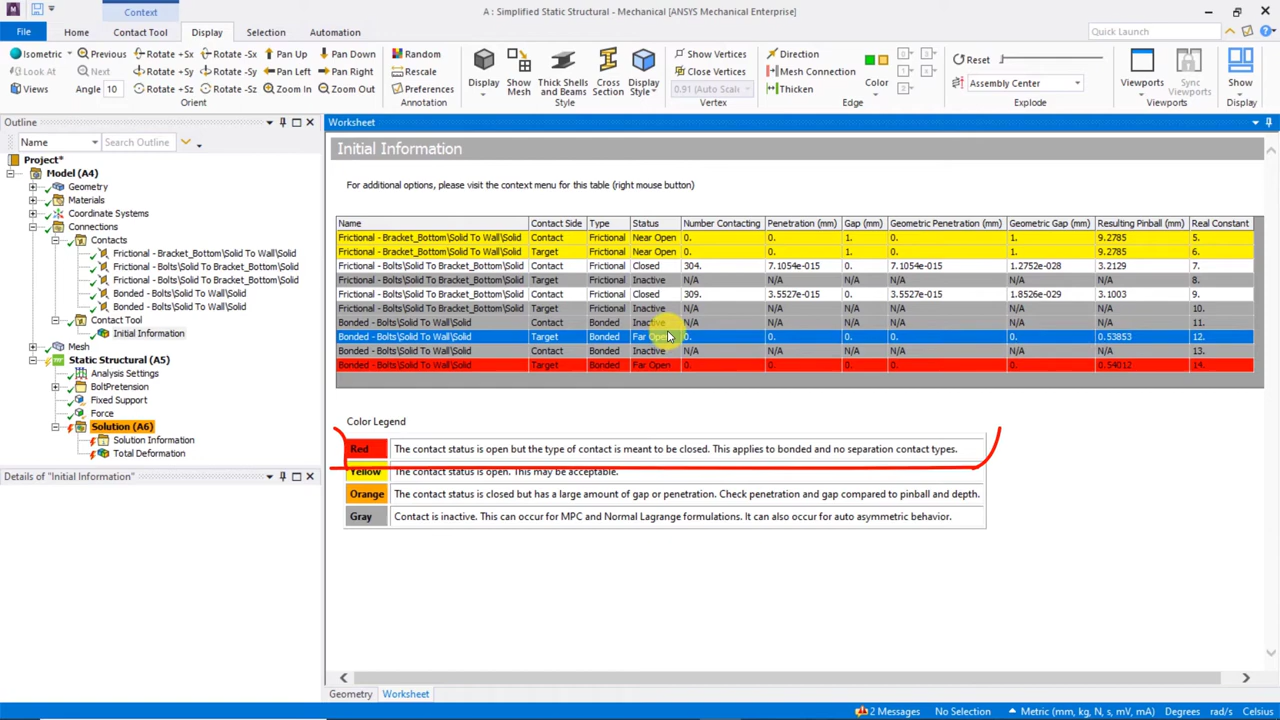 Context
A : Simplified Static Structural - Mechanical [ANSYS Mechanical Enterprise]
File Home Contact Tool Display Selection Automation Quick Launch
Isometric Previous Rotate +Sx Rotate -Sx Pan Up Pan Down Random Show Vertices Direction Reset
Look At Next Rotate +Sy Rotate -Sy Pan Left Pan Right Rescale Close Vertices Mesh Connection Assembly Center
Views Angle 10 Rotate +Sz Rotate -Sz Zoom In Zoom Out Preferences 0.91 (Auto Scale) Thicken
Display Show Mesh Thick Shells and Beams Cross Section Display Style Color Viewports Sync Viewports Show
Orient Annotation Style Vertex Edge Explode Viewports Display
Outline
Name Search Outline
Project*
Model (A4)
Geometry
Materials
Coordinate Systems
Connections
Contacts
Frictional - Bracket_Bottom\Solid To Wall\Solid
Frictional - Bolts\Solid To Bracket_Bottom\Solid
Frictional - Bolts\Solid To Bracket_Bottom\Solid
Bonded - Bolts\Solid To Wall\Solid
Bonded - Bolts\Solid To Wall\Solid
Contact Tool
Initial Information
Mesh
Static Structural (A5)
Analysis Settings
BoltPretension
Fixed Support
Force
Solution (A6)
Solution Information
Total Deformation
Details of "Initial Information"
Worksheet
Initial Information
For additional options, please visit the context menu for this table (right mouse button)
Name Contact Side Type Status Number Contacting Penetration (mm) Gap (mm) Geometric Penetration (mm) Geometric Gap (mm) Resulting Pinball (mm) Real Constant
Frictional - Bracket_Bottom\Solid To Wall\Solid Contact Frictional Near Open 0. 0. 1. 0. 1. 9.2785 5.
Frictional - Bracket_Bottom\Solid To Wall\Solid Target Frictional Near Open 0. 0. 1. 0. 1. 9.2785 6.
Frictional - Bolts\Solid To Bracket_Bottom\Solid Contact Frictional Closed 304. 7.1054e-015 0. 7.1054e-015 1.2752e-028 3.2129 7.
Frictional - Bolts\Solid To Bracket_Bottom\Solid Target Frictional Inactive N/A N/A N/A N/A N/A N/A 8.
Frictional - Bolts\Solid To Bracket_Bottom\Solid Contact Frictional Closed 309. 3.5527e-015 0. 3.5527e-015 1.8526e-029 3.1003 9.
Frictional - Bolts\Solid To Bracket_Bottom\Solid Target Frictional Inactive N/A N/A N/A N/A N/A N/A 10.
Bonded - Bolts\Solid To Wall\Solid Contact Bonded Inactive N/A N/A N/A N/A N/A N/A 11.
Bonded - Bolts\Solid To Wall\Solid Target Bonded Far Open 0. 0. 0. 0. 0. 0.53853 12.
Bonded - Bolts\Solid To Wall\Solid Contact Bonded Inactive N/A N/A N/A N/A N/A N/A 13.
Bonded - Bolts\Solid To Wall\Solid Target Bonded Far Open 0. 0. 0. 0. 0. 0.54012 14.
Color Legend
Red The contact status is open but the type of contact is meant to be closed. This applies to bonded and no separation contact types.
Yellow The contact status is open. This may be acceptable.
Orange The contact status is closed but has a large amount of gap or penetration. Check penetration and gap compared to pinball and depth.
Gray Contact is inactive. This can occur for MPC and Normal Lagrange formulations. It can also occur for auto asymmetric behavior.
Geometry Worksheet
2 Messages No Selection Metric (mm, kg, N, s, mV, mA) Degrees rad/s Celsius